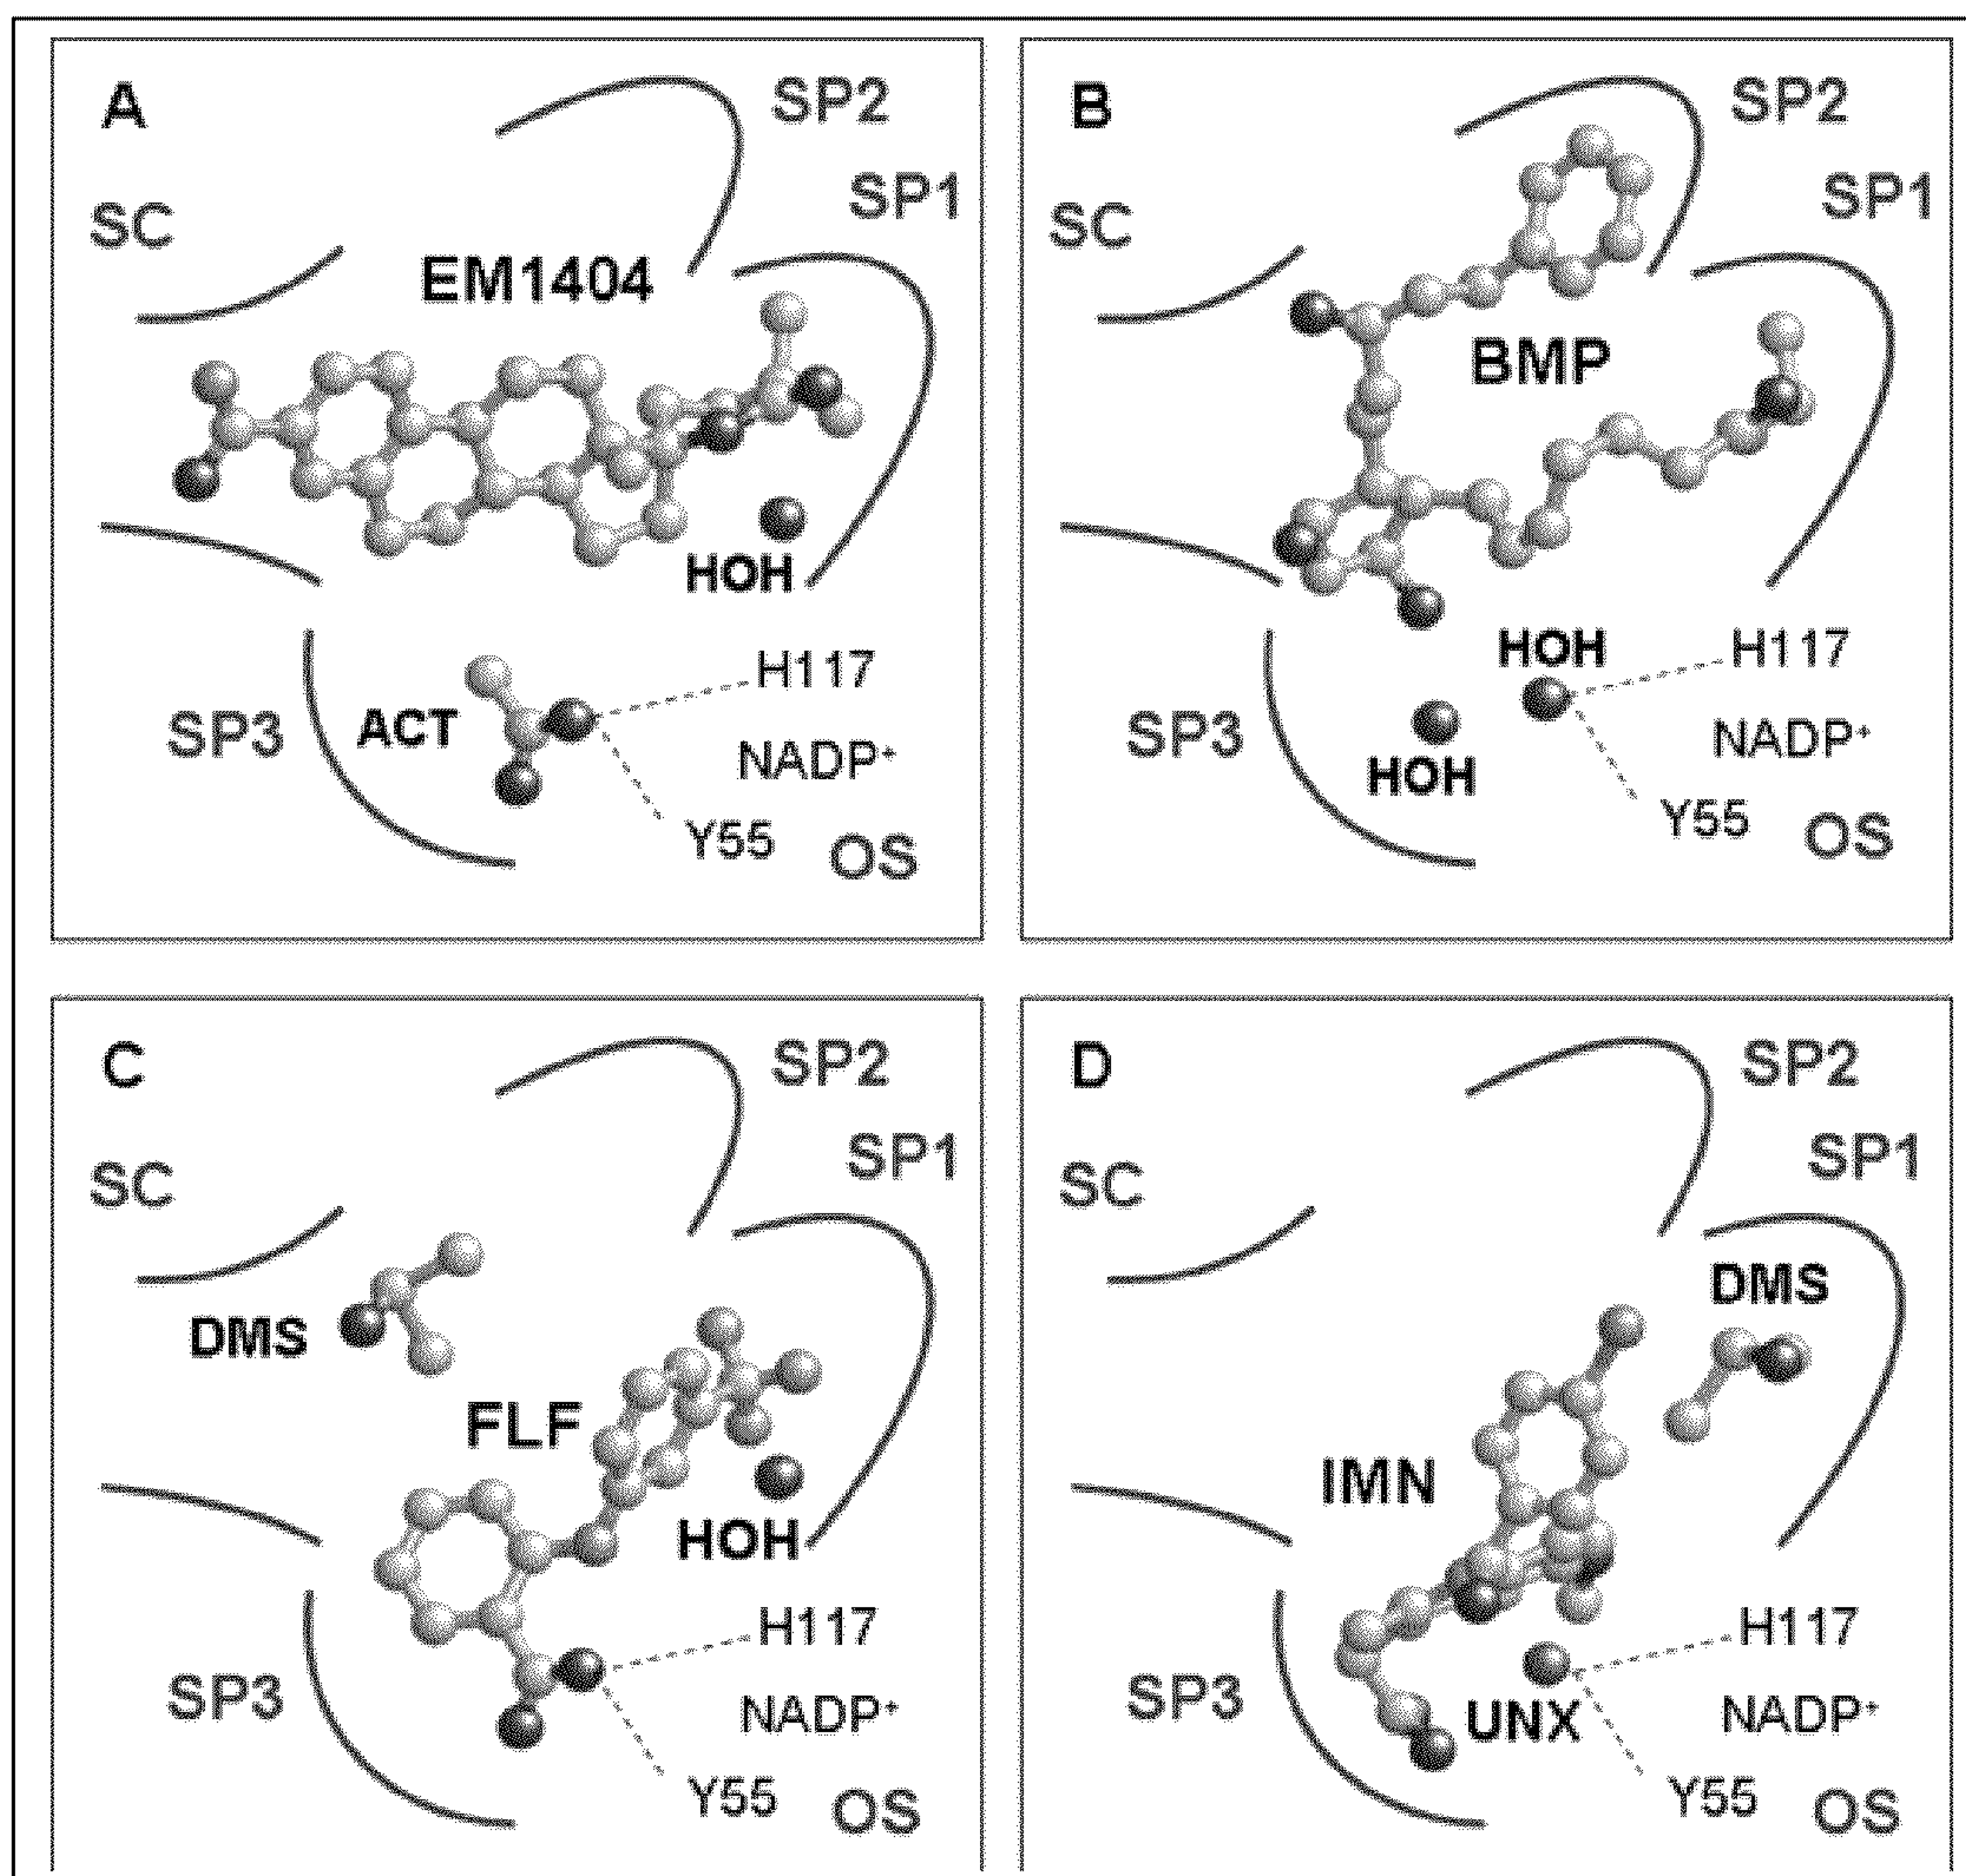 A
SP2
SP1
SC
EM1404
HOH
H117
SP3
ACT
NADP⁺
Y55
OS
B
SP2
SP1
SC
BMP
HOH
H117
SP3
NADP⁺
HOH
Y55
OS
C
SP2
SP1
SC
DMS
FLF
HOH
H117
SP3
NADP⁺
Y55
OS
D
SP2
SP1
SC
DMS
IMN
H117
SP3
UNX
NADP⁺
Y55
OS